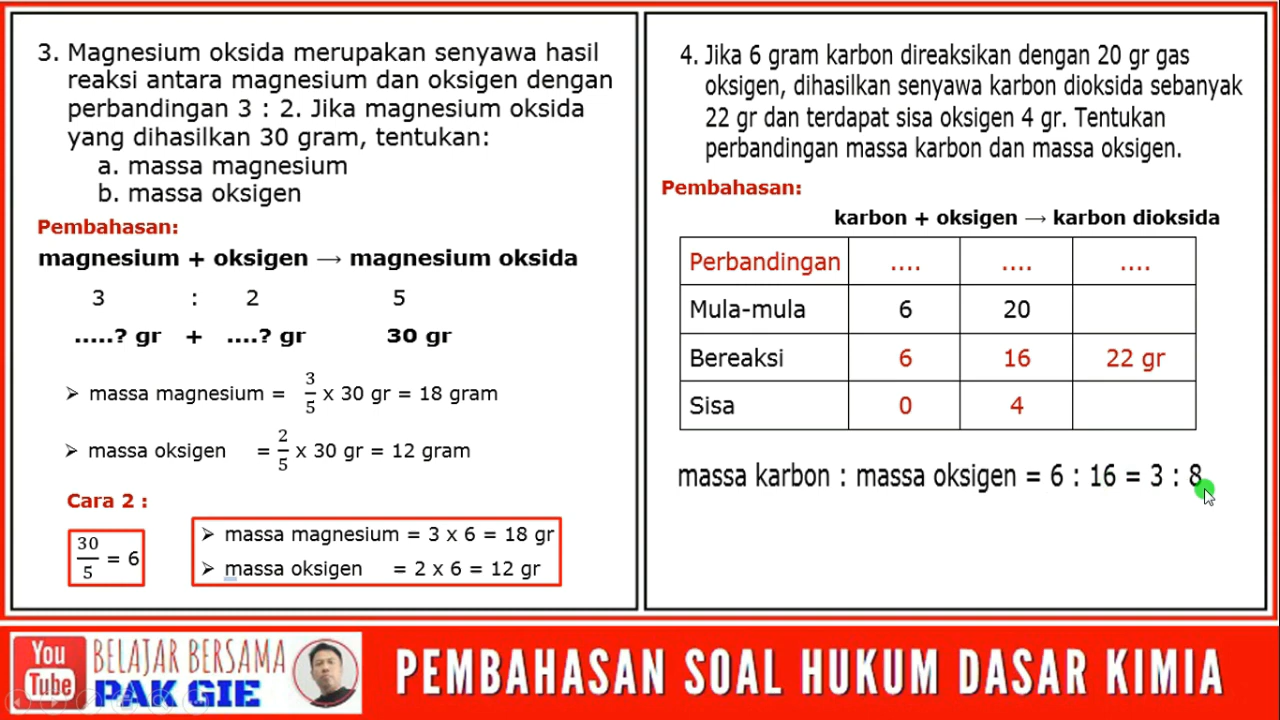 3. Magnesium oksida merupakan senyawa hasil
reaksi antara magnesium dan oksigen dengan
perbandingan 3 : 2. Jika magnesium oksida
yang dihasilkan 30 gram, tentukan:
a. massa magnesium
b. massa oksigen
Pembahasan:
magnesium + oksigen → magnesium oksida
3 : 2 5
.....? gr + ....? gr 30 gr
➢ massa magnesium = 3/5 x 30 gr = 18 gram
➢ massa oksigen = 2/5 x 30 gr = 12 gram
Cara 2 :
30/5 = 6
➢ massa magnesium = 3 x 6 = 18 gr
➢ massa oksigen = 2 x 6 = 12 gr
4. Jika 6 gram karbon direaksikan dengan 20 gr gas
oksigen, dihasilkan senyawa karbon dioksida sebanyak
22 gr dan terdapat sisa oksigen 4 gr. Tentukan
perbandingan massa karbon dan massa oksigen.
Pembahasan:
karbon + oksigen → karbon dioksida
Perbandingan .... .... ....
Mula-mula 6 20
Bereaksi 6 16 22 gr
Sisa 0 4
massa karbon : massa oksigen = 6 : 16 = 3 : 8
You
Tube
BELAJAR BERSAMA
PAK GIE
PEMBAHASAN SOAL HUKUM DASAR KIMIA